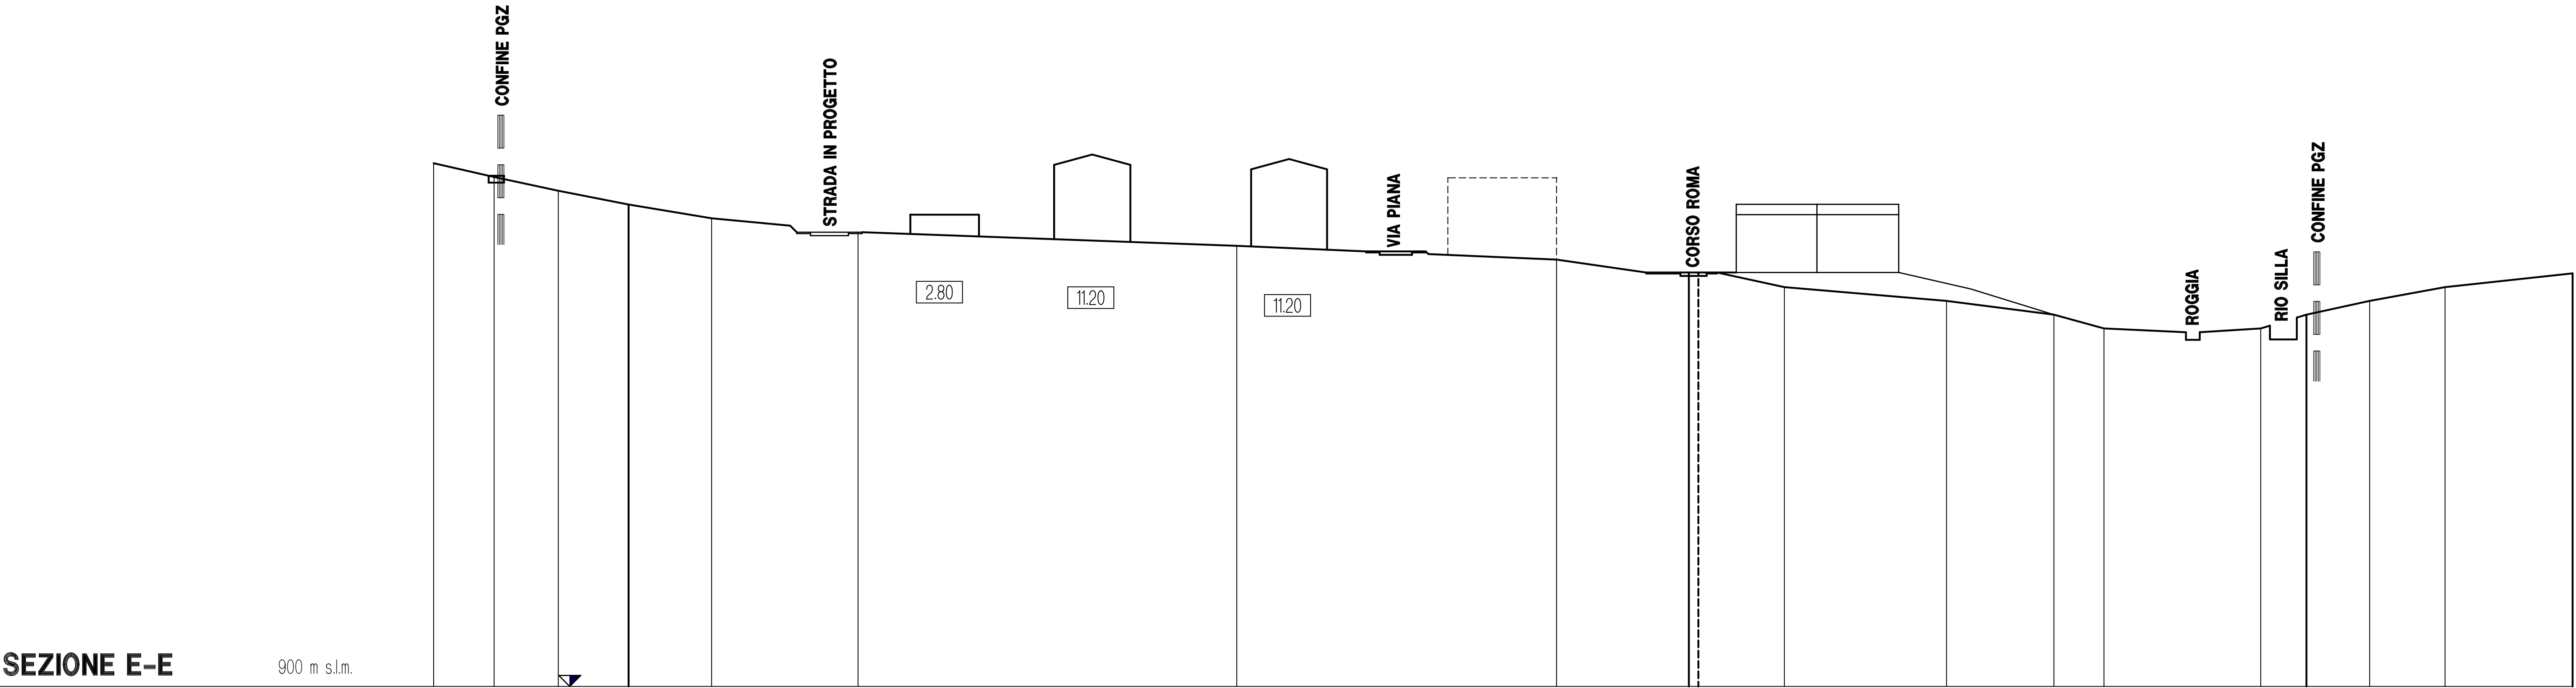 CONFINE PGZ
STRADA IN PROGETTO
VIA PIANA
CORSO ROMA
ROGGIA
RIO SILLA
CONFINE PGZ
2.80
11.20
11.20
SEZIONE E-E
900 m s.l.m.